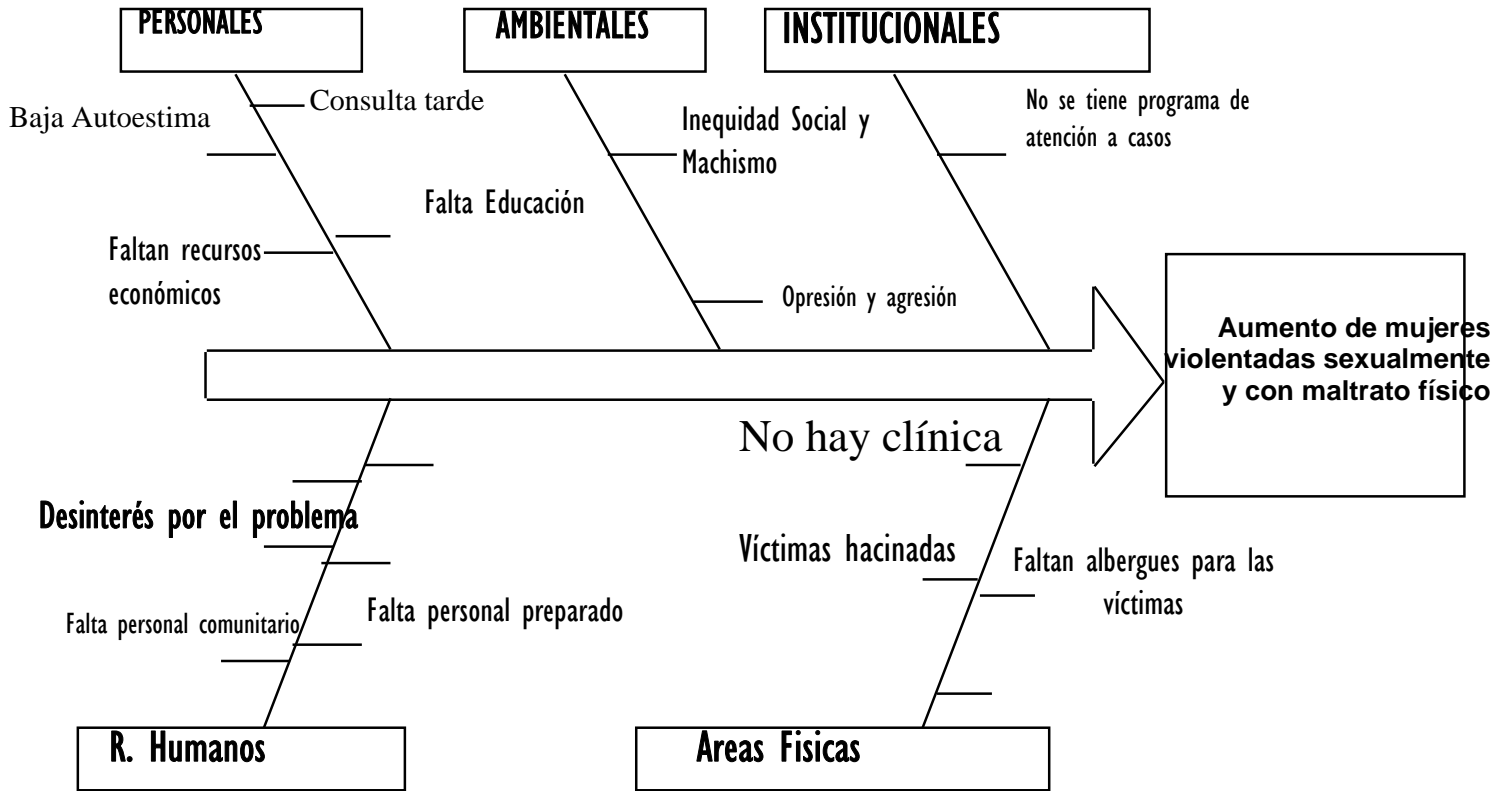 PERSONALES
AMBIENTALES
INSTITUCIONALES
Baja Autoestima
Consulta tarde
Inequidad Social y
Machismo
No se tiene programa de
atención a casos
Falta Educación
Faltan recursos
económicos
Opresión y agresión
Aumento de mujeres
violentadas sexualmente
y con maltrato físico
No hay clínica
Desinterés por el problema
Víctimas hacinadas
Faltan albergues para las
víctimas
Falta personal comunitario
Falta personal preparado
R. Humanos
Areas Fisicas